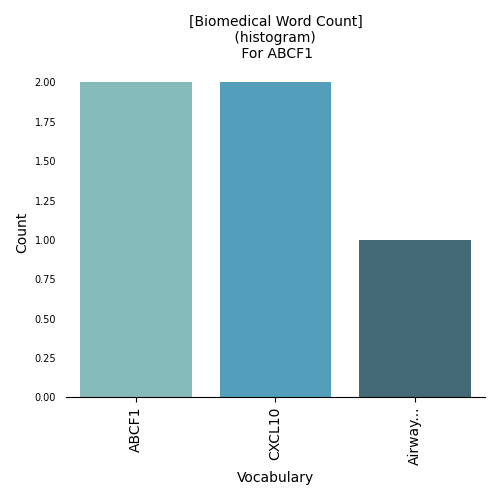 [Biomedical Word Count]
(histogram)
For ABCF1
2.00
1.75
1.50
1.25
1.00
0.75
0.50
0.25
0.00
Count
ABCF1
CXCL10
Airway...
Vocabulary